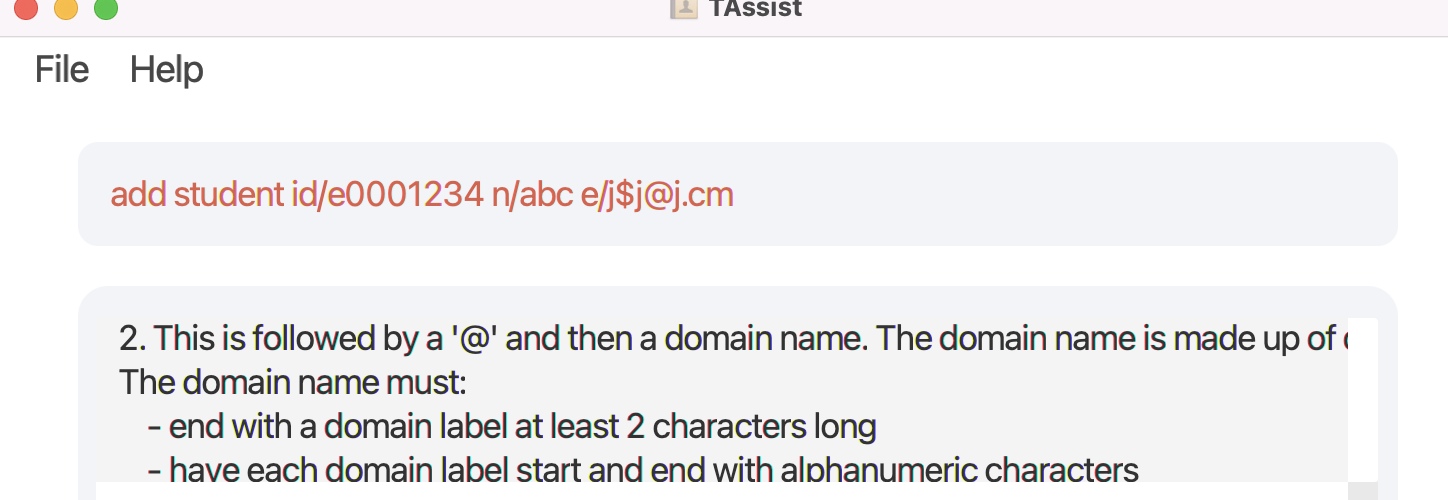 TAssist
File Help
add student id/e0001234 n/abc e/j$j@j.cm
2. This is followed by a '@' and then a domain name. The domain name is made up of
The domain name must:
- end with a domain label at least 2 characters long
- have each domain label start and end with alphanumeric characters